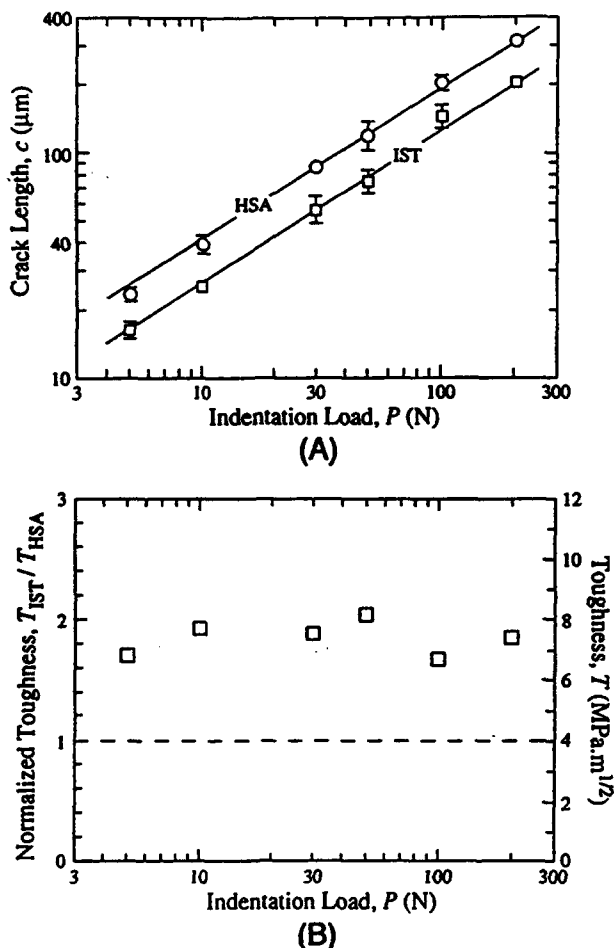 400
100
40
10
Crack Length, c (μm)
HSA
IST
3 4 10 30 100 300
Indentation Load, P (N)
(A)
3
2
1
0
Normalized Toughness, T_IST / T_HSA
12
10
8
6
4
2
0
Toughness, T (MPa.m^1/2)
3 10 30 100 300
Indentation Load, P (N)
(B)